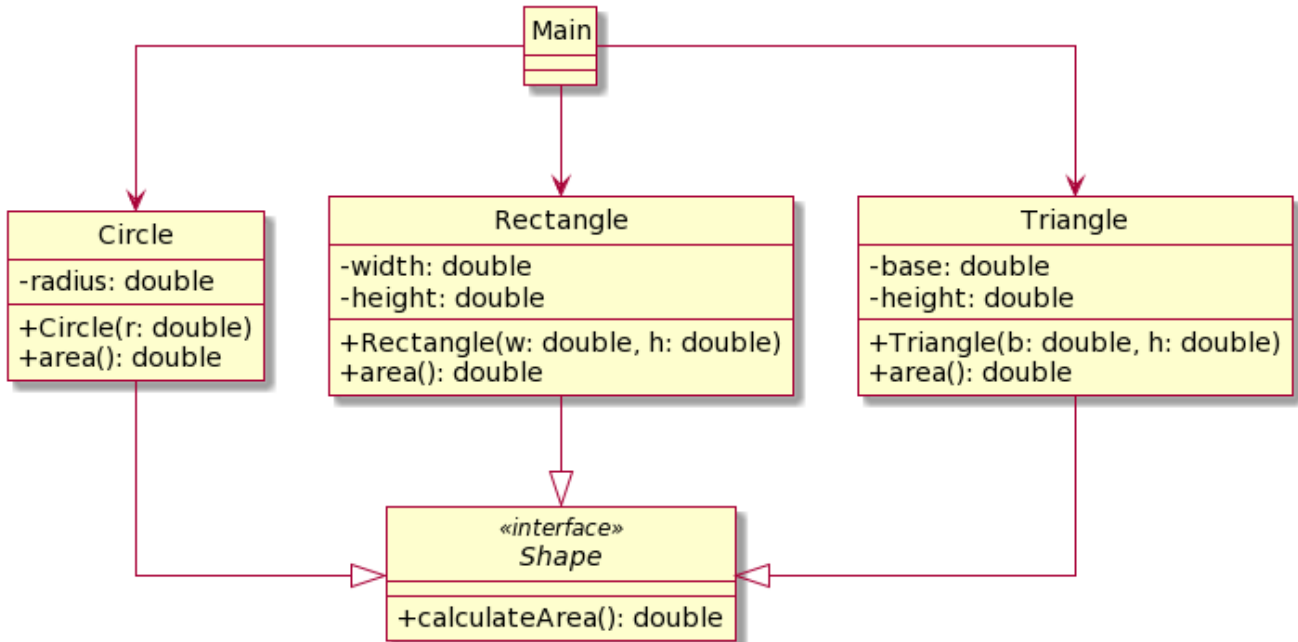 Main
Circle
-radius: double
+Circle(r: double)
+area(): double
Rectangle
-width: double
-height: double
+Rectangle(w: double, h: double)
+area(): double
Triangle
-base: double
-height: double
+Triangle(b: double, h: double)
+area(): double
«interface»
Shape
+calculateArea(): double